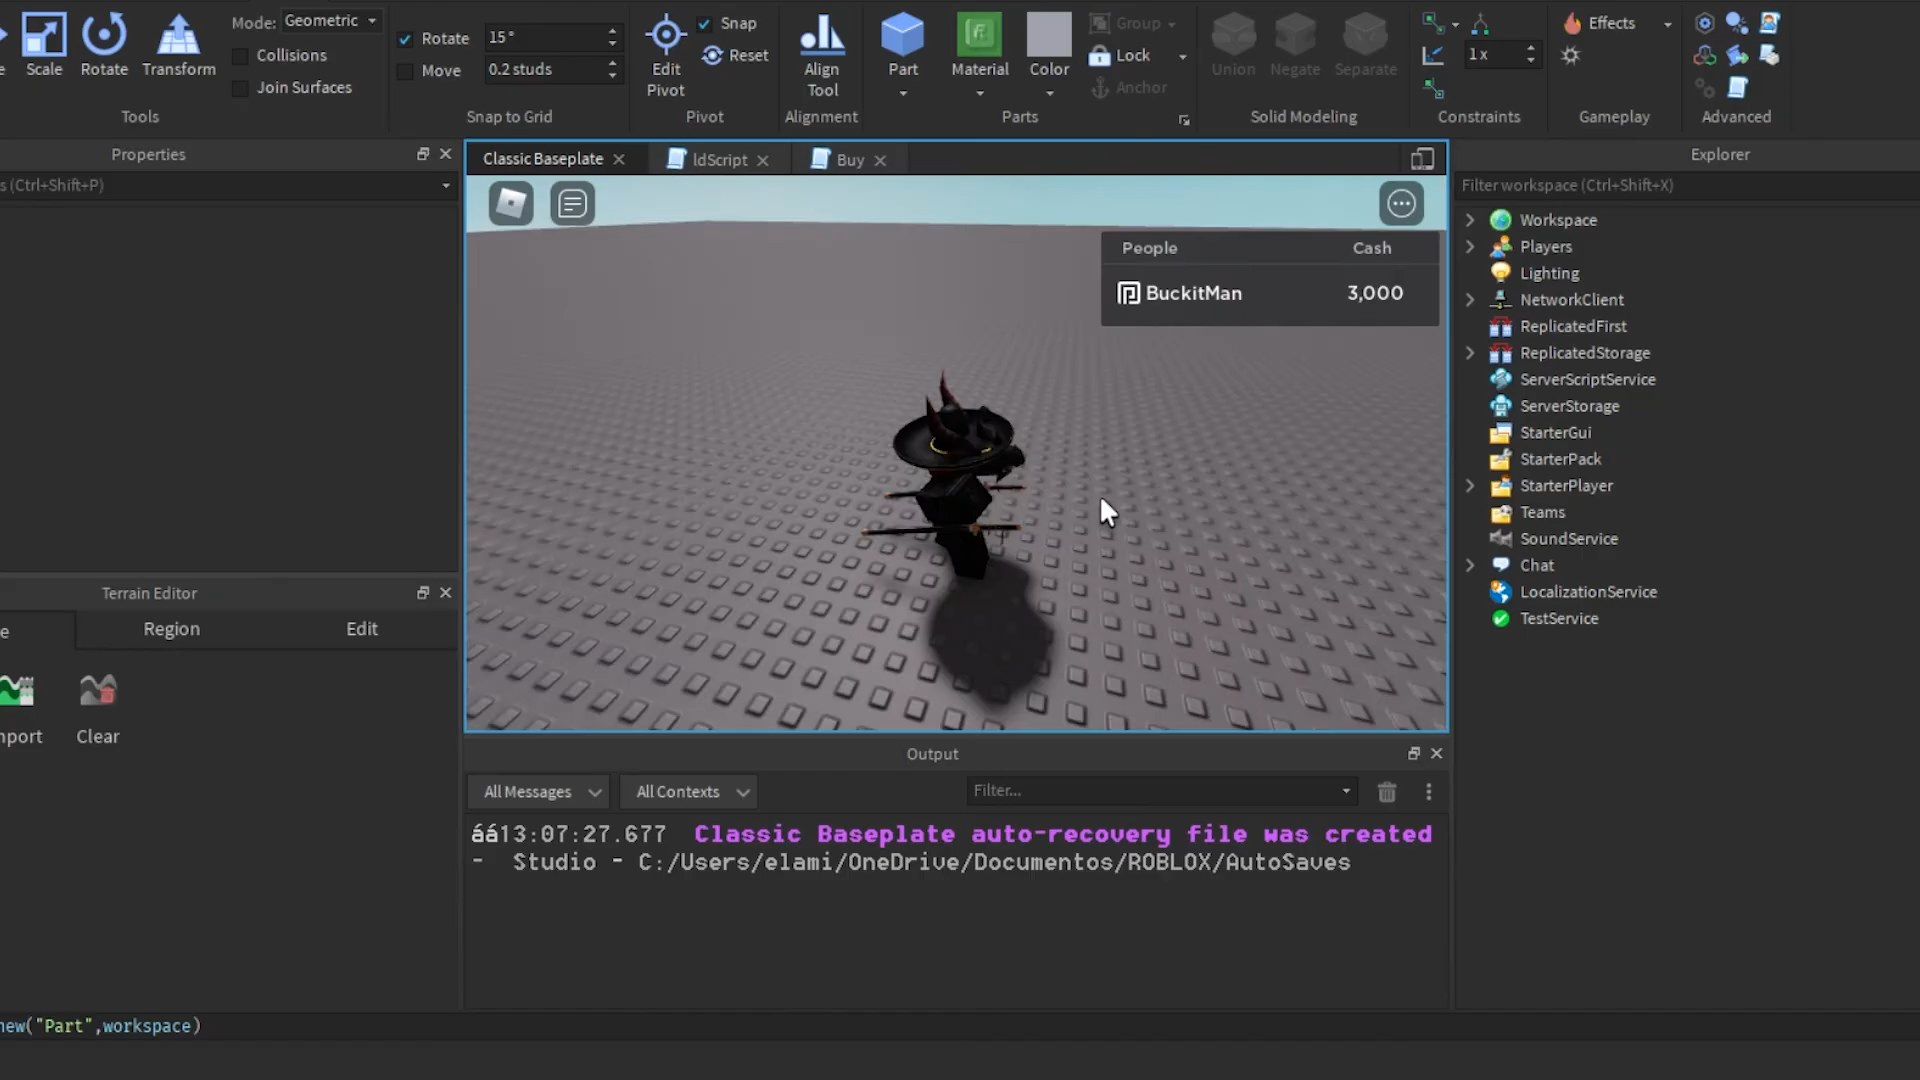 Scale
Rotate
Transform
Mode: Geometric
Collisions
Join Surfaces
Tools
Rotate 15°
Move 0.2 studs
Snap to Grid
Edit Pivot
Snap
Reset
Pivot
Align Tool
Alignment
Part
Material
Color
Group
Lock
Anchor
Parts
Union
Negate
Separate
Solid Modeling
1x
Constraints
Effects
Gameplay
Advanced
Properties
s (Ctrl+Shift+P)
Classic Baseplate
ldScript
Buy
Explorer
Filter workspace (Ctrl+Shift+X)
People Cash
BuckitMan 3,000
Workspace
Players
Lighting
NetworkClient
ReplicatedFirst
ReplicatedStorage
ServerScriptService
ServerStorage
StarterGui
StarterPack
StarterPlayer
Teams
SoundService
Chat
LocalizationService
TestService
Terrain Editor
e Region Edit
mport Clear
Output
All Messages All Contexts Filter...
áá13:07:27.677 Classic Baseplate auto-recovery file was created
- Studio - C:/Users/elami/OneDrive/Documentos/ROBLOX/AutoSaves
new("Part",workspace)